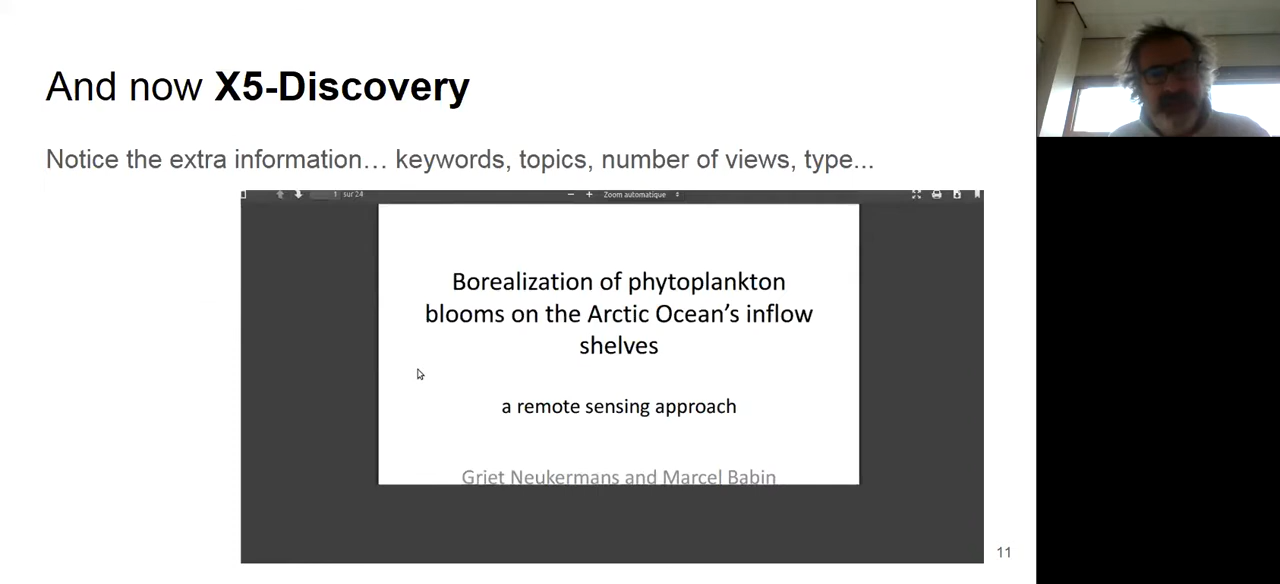 And now X5-Discovery
Notice the extra information… keywords, topics, number of views, type...
1 sur 24
Zoom automatique
Borealization of phytoplankton
blooms on the Arctic Ocean’s inflow
shelves
a remote sensing approach
Griet Neukermans and Marcel Babin
11